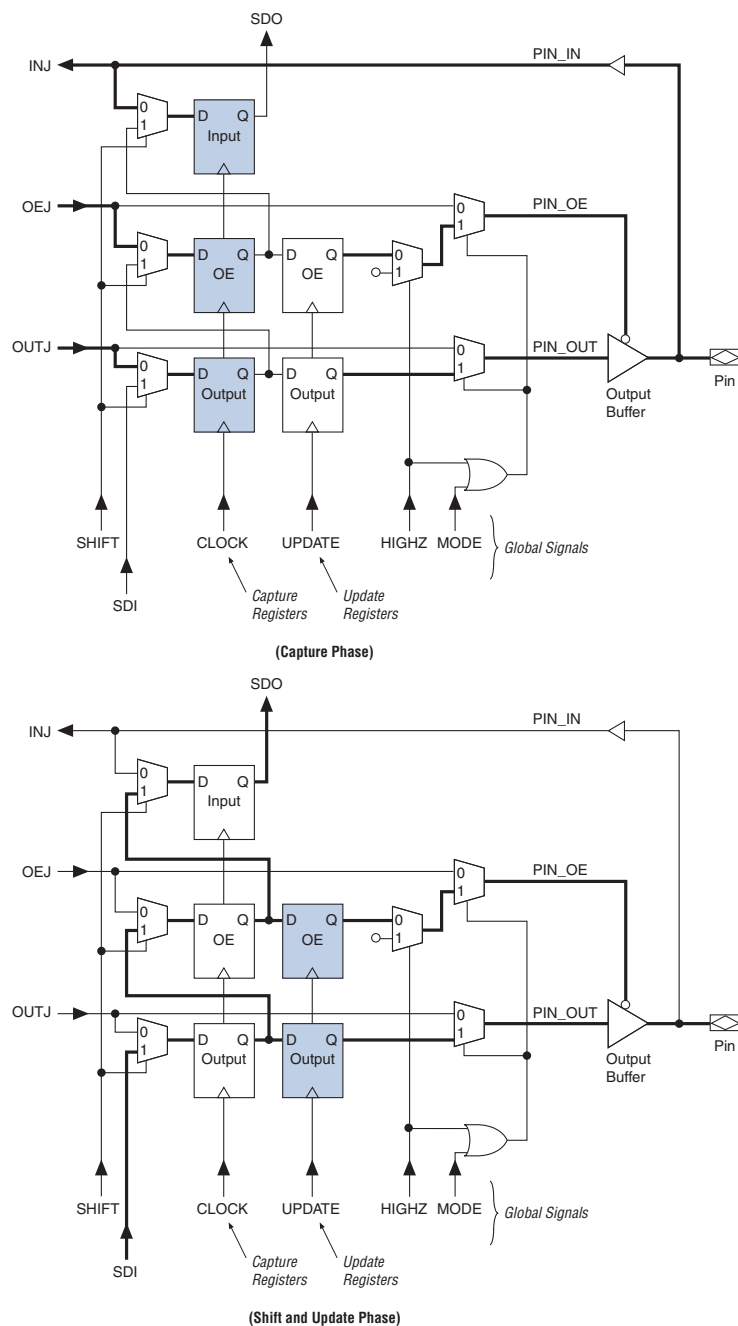 SDO
INJ
PIN_IN
0
1
D Q
Input
OEJ
0
1
PIN_OE
0
1
D Q
OE
D Q
OE
0
1
OUTJ
0
1
PIN_OUT
0
1
D Q
Output
D Q
Output
Pin
Output
Buffer
SHIFT
CLOCK
UPDATE
HIGHZ
MODE
Global Signals
SDI
Capture
Registers
Update
Registers
(Capture Phase)
SDO
INJ
PIN_IN
0
1
D Q
Input
OEJ
0
1
PIN_OE
0
1
D Q
OE
D Q
OE
0
1
OUTJ
0
1
PIN_OUT
0
1
D Q
Output
D Q
Output
Pin
Output
Buffer
SHIFT
CLOCK
UPDATE
HIGHZ
MODE
Global Signals
SDI
Capture
Registers
Update
Registers
(Shift and Update Phase)